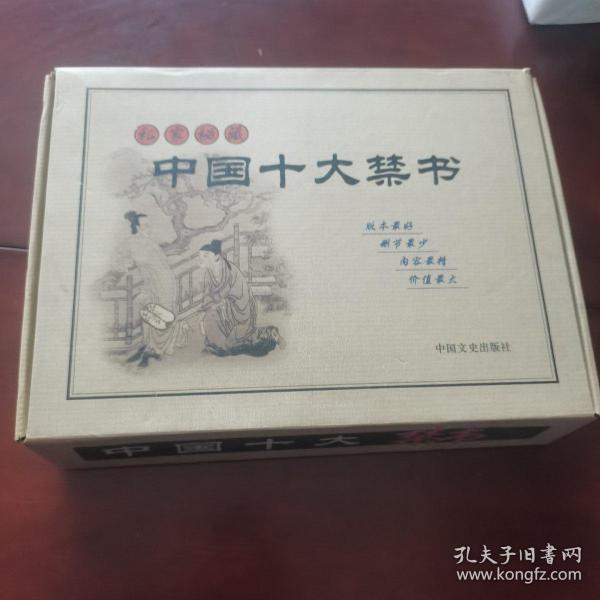 私家秘藏
中国十大禁书
版本最好
删节最少
内容最精
价值最大
中国文史出版社
中国十大禁书
孔夫子旧书网
www.kongfz.com